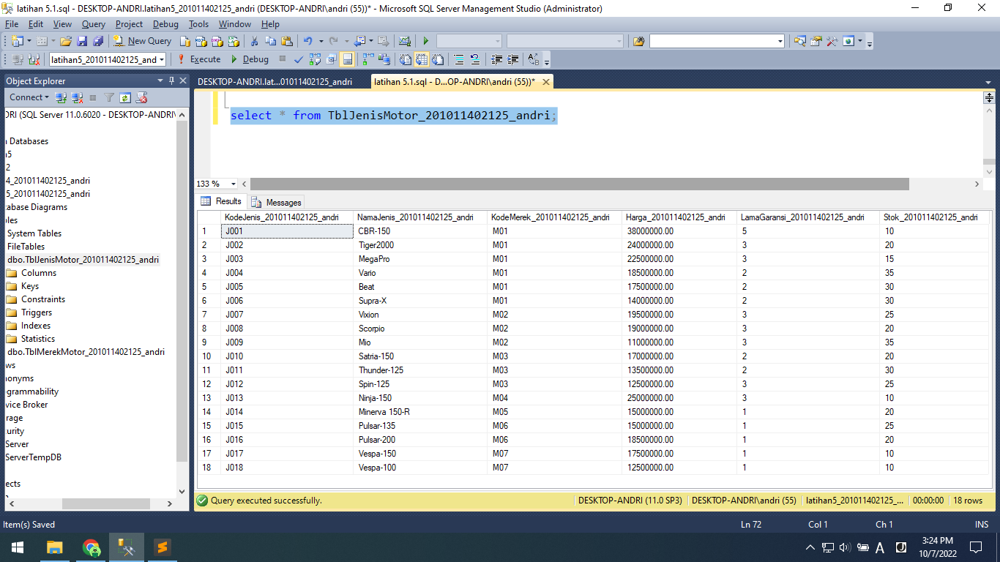 latihan 5.1.sql - DESKTOP-ANDRI.latihan5_201011402125_andri (DESKTOP-ANDRI\andri (55))* - Microsoft SQL Server Management Studio (Administrator)
File Edit View Query Project Debug Tools Window Help
New Query
latihan5_201011402125_and Execute Debug
Object Explorer
DESKTOP-ANDRI.lat...01011402125_andri latihan 5.1.sql - D...OP-ANDRI\andri (55))*
Connect
DRI (SQL Server 11.0.6020 - DESKTOP-ANDRI\
Databases
4_201011402125_andri
5_201011402125_andri
tabase Diagrams
System Tables
FileTables
dbo.TblJenisMotor_201011402125_andri
Columns
Keys
Constraints
Triggers
Indexes
Statistics
dbo.TblMerekMotor_201011402125_andri
ws
onyms
grammability
vice Broker
rage
urity
Server
ServerTempDB
ects
select * from TblJenisMotor_201011402125_andri;
133 %
Results Messages
KodeJenis_201011402125_andri NamaJenis_201011402125_andri KodeMerek_201011402125_andri Harga_201011402125_andri LamaGaransi_201011402125_andri Stok_201011402125_andri
1 J001 CBR-150 M01 38000000.00 5 10
2 J002 Tiger2000 M01 24000000.00 3 20
3 J003 MegaPro M01 22500000.00 3 15
4 J004 Vario M01 18500000.00 2 35
5 J005 Beat M01 17500000.00 2 30
6 J006 Supra-X M01 14000000.00 2 30
7 J007 Vixion M02 19500000.00 3 25
8 J008 Scorpio M02 19000000.00 3 20
9 J009 Mio M02 11000000.00 3 35
10 J010 Satria-150 M03 17000000.00 2 20
11 J011 Thunder-125 M03 13500000.00 2 30
12 J012 Spin-125 M03 12500000.00 3 25
13 J013 Ninja-150 M04 25000000.00 3 10
14 J014 Minerva 150-R M05 15000000.00 1 20
15 J015 Pulsar-135 M06 15000000.00 1 25
16 J016 Pulsar-200 M06 18500000.00 1 20
17 J017 Vespa-150 M07 17500000.00 1 10
18 J018 Vespa-100 M07 12500000.00 1 10
Query executed successfully. DESKTOP-ANDRI (11.0 SP3) DESKTOP-ANDRI\andri (55) latihan5_201011402125_... 00:00:00 18 rows
Item(s) Saved Ln 72 Col 1 Ch 1 INS
3:24 PM
10/7/2022